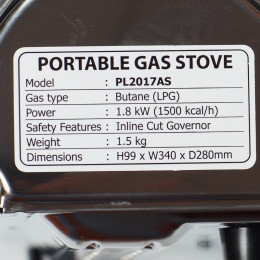 PORTABLE GAS STOVE
Model : PL2017AS
Gas type : Butane (LPG)
Power : 1.8 kW (1500 kcal/h)
Safety Features : Inline Cut Governor
Weight : 1.5 kg
Dimensions : H99 x W340 x D280mm